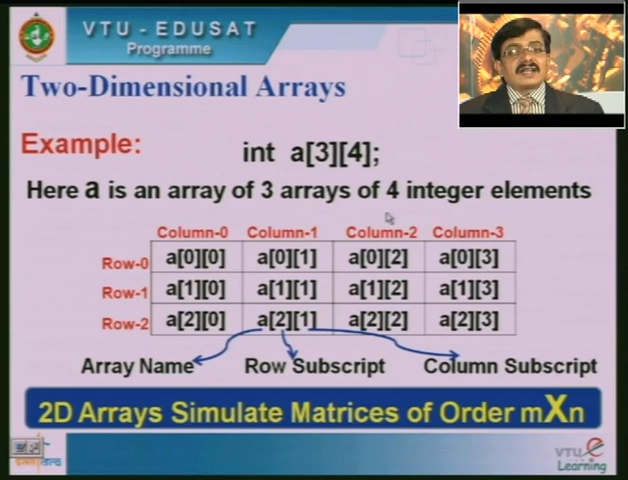 VTU - EDUSAT
Programme
Two-Dimensional Arrays
Example:
int a[3][4];
Here a is an array of 3 arrays of 4 integer elements
Column-0 Column-1 Column-2 Column-3
Row-0 a[0][0] a[0][1] a[0][2] a[0][3]
Row-1 a[1][0] a[1][1] a[1][2] a[1][3]
Row-2 a[2][0] a[2][1] a[2][2] a[2][3]
Array Name Row Subscript Column Subscript
2D Arrays Simulate Matrices of Order mXn
VTU e
Learning